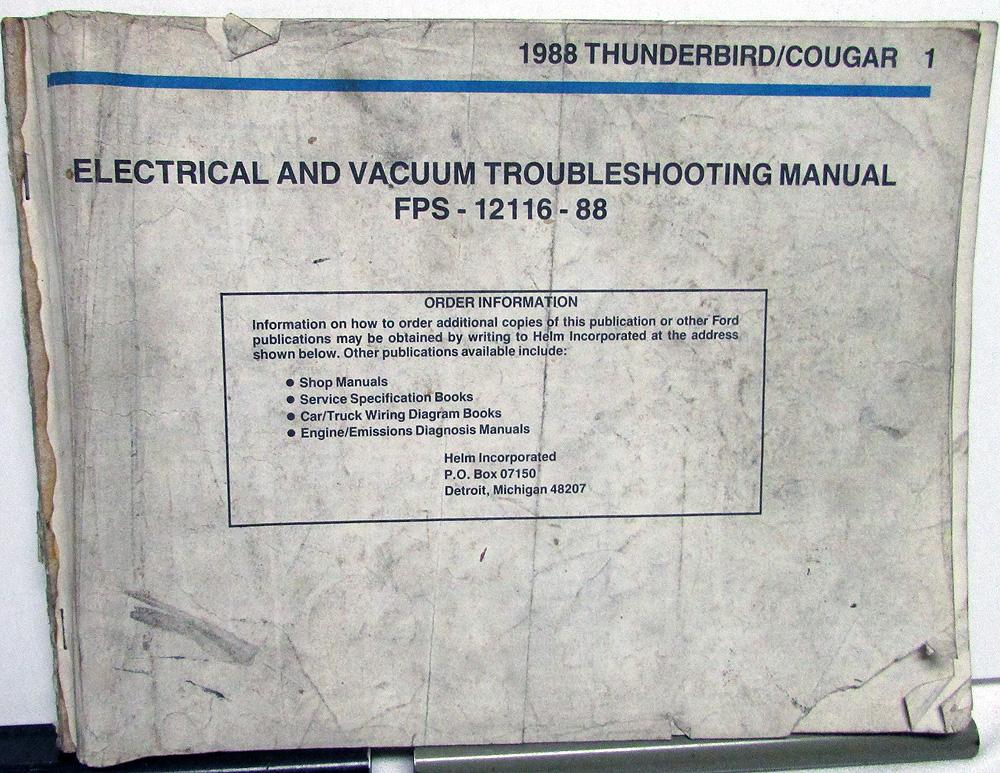 1988 THUNDERBIRD/COUGAR 1
ELECTRICAL AND VACUUM TROUBLESHOOTING MANUAL
FPS - 12116 - 88
ORDER INFORMATION
Information on how to order additional copies of this publication or other Ford
publications may be obtained by writing to Helm Incorporated at the address
shown below. Other publications available include:
● Shop Manuals
● Service Specification Books
● Car/Truck Wiring Diagram Books
● Engine/Emissions Diagnosis Manuals
Helm Incorporated
P.O. Box 07150
Detroit, Michigan 48207